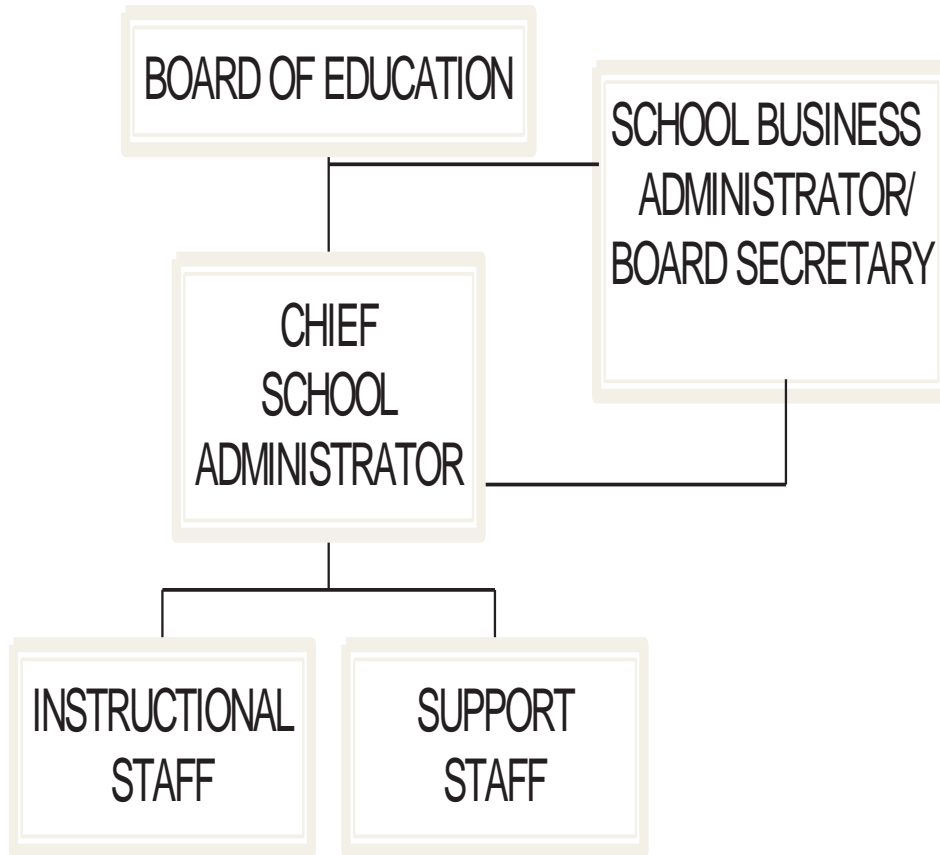 BOARD OF EDUCATION
SCHOOL BUSINESS
ADMINISTRATOR/
BOARD SECRETARY
CHIEF
SCHOOL
ADMINISTRATOR
INSTRUCTIONAL
STAFF
SUPPORT
STAFF